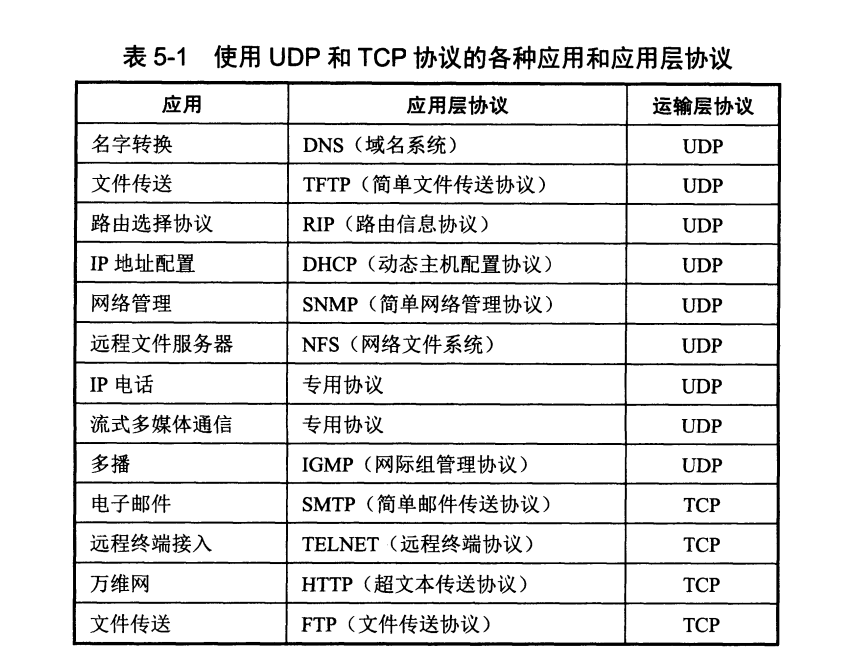 表 5-1 使用 UDP 和 TCP 协议的各种应用和应用层协议
应用 应用层协议 运输层协议
名字转换 DNS（域名系统） UDP
文件传送 TFTP（简单文件传送协议） UDP
路由选择协议 RIP（路由信息协议） UDP
IP 地址配置 DHCP（动态主机配置协议） UDP
网络管理 SNMP（简单网络管理协议） UDP
远程文件服务器 NFS（网络文件系统） UDP
IP 电话 专用协议 UDP
流式多媒体通信 专用协议 UDP
多播 IGMP（网际组管理协议） UDP
电子邮件 SMTP（简单邮件传送协议） TCP
远程终端接入 TELNET（远程终端协议） TCP
万维网 HTTP（超文本传送协议） TCP
文件传送 FTP（文件传送协议） TCP